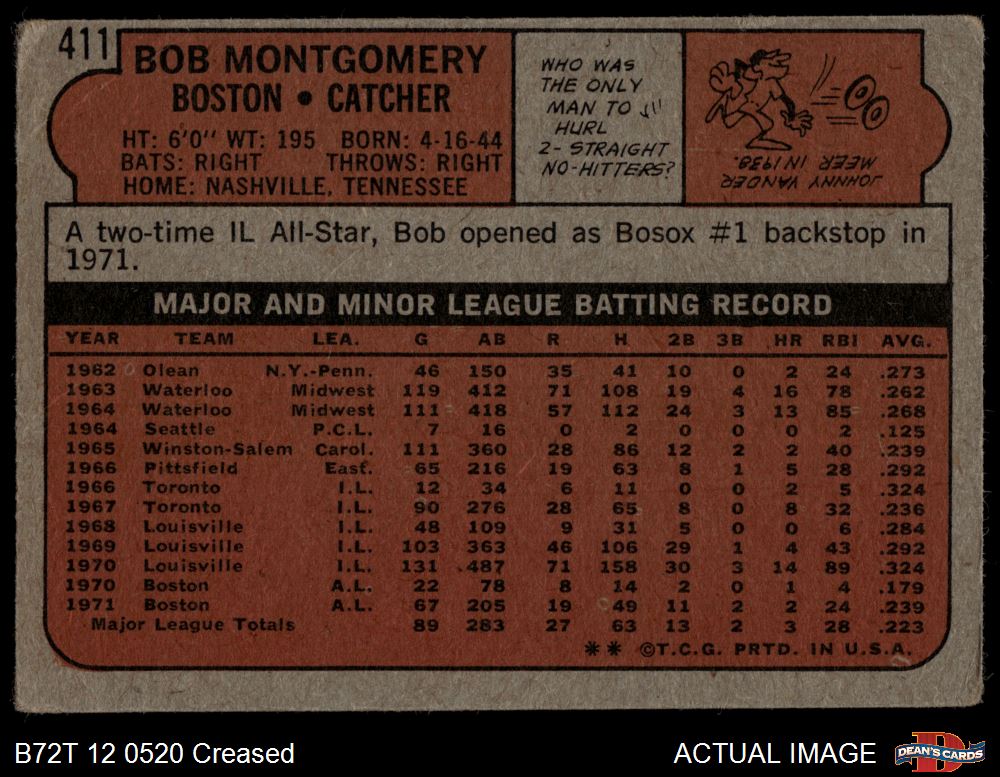 411
BOB MONTGOMERY
BOSTON • CATCHER
HT: 6'0" WT: 195 BORN: 4-16-44
BATS: RIGHT THROWS: RIGHT
HOME: NASHVILLE, TENNESSEE
WHO WAS
THE ONLY
MAN TO
HURL
2-STRAIGHT
NO-HITTERS?
JOHNNY VANDER
MEER IN 1938.
A two-time IL All-Star, Bob opened as Bosox #1 backstop in
1971.
MAJOR AND MINOR LEAGUE BATTING RECORD
YEAR TEAM LEA. G AB R H 2B 3B HR RBI AVG.
1962 Olean N.Y.-Penn. 46 150 35 41 10 0 2 24 .273
1963 Waterloo Midwest 119 412 71 108 19 4 16 78 .262
1964 Waterloo Midwest 111 418 57 112 24 3 13 85 .268
1964 Seattle P.C.L. 7 16 0 2 0 0 0 2 .125
1965 Winston-Salem Carol. 111 360 28 86 12 2 2 40 .239
1966 Pittsfield East. 65 216 19 63 8 1 5 28 .292
1966 Toronto I.L. 12 34 6 11 0 0 2 5 .324
1967 Toronto I.L. 90 276 28 65 8 0 8 32 .236
1968 Louisville I.L. 48 109 9 31 5 0 0 6 .284
1969 Louisville I.L. 103 363 46 106 29 1 4 43 .292
1970 Louisville I.L. 131 487 71 158 30 3 14 89 .324
1970 Boston A.L. 22 78 8 14 2 0 1 4 .179
1971 Boston A.L. 67 205 19 49 11 2 2 24 .239
Major League Totals 89 283 27 63 13 2 3 28 .223
** ©T.C.G. PRTD. IN U.S.A.
B72T 12 0520 Creased
ACTUAL IMAGE
DEAN'S CARDS